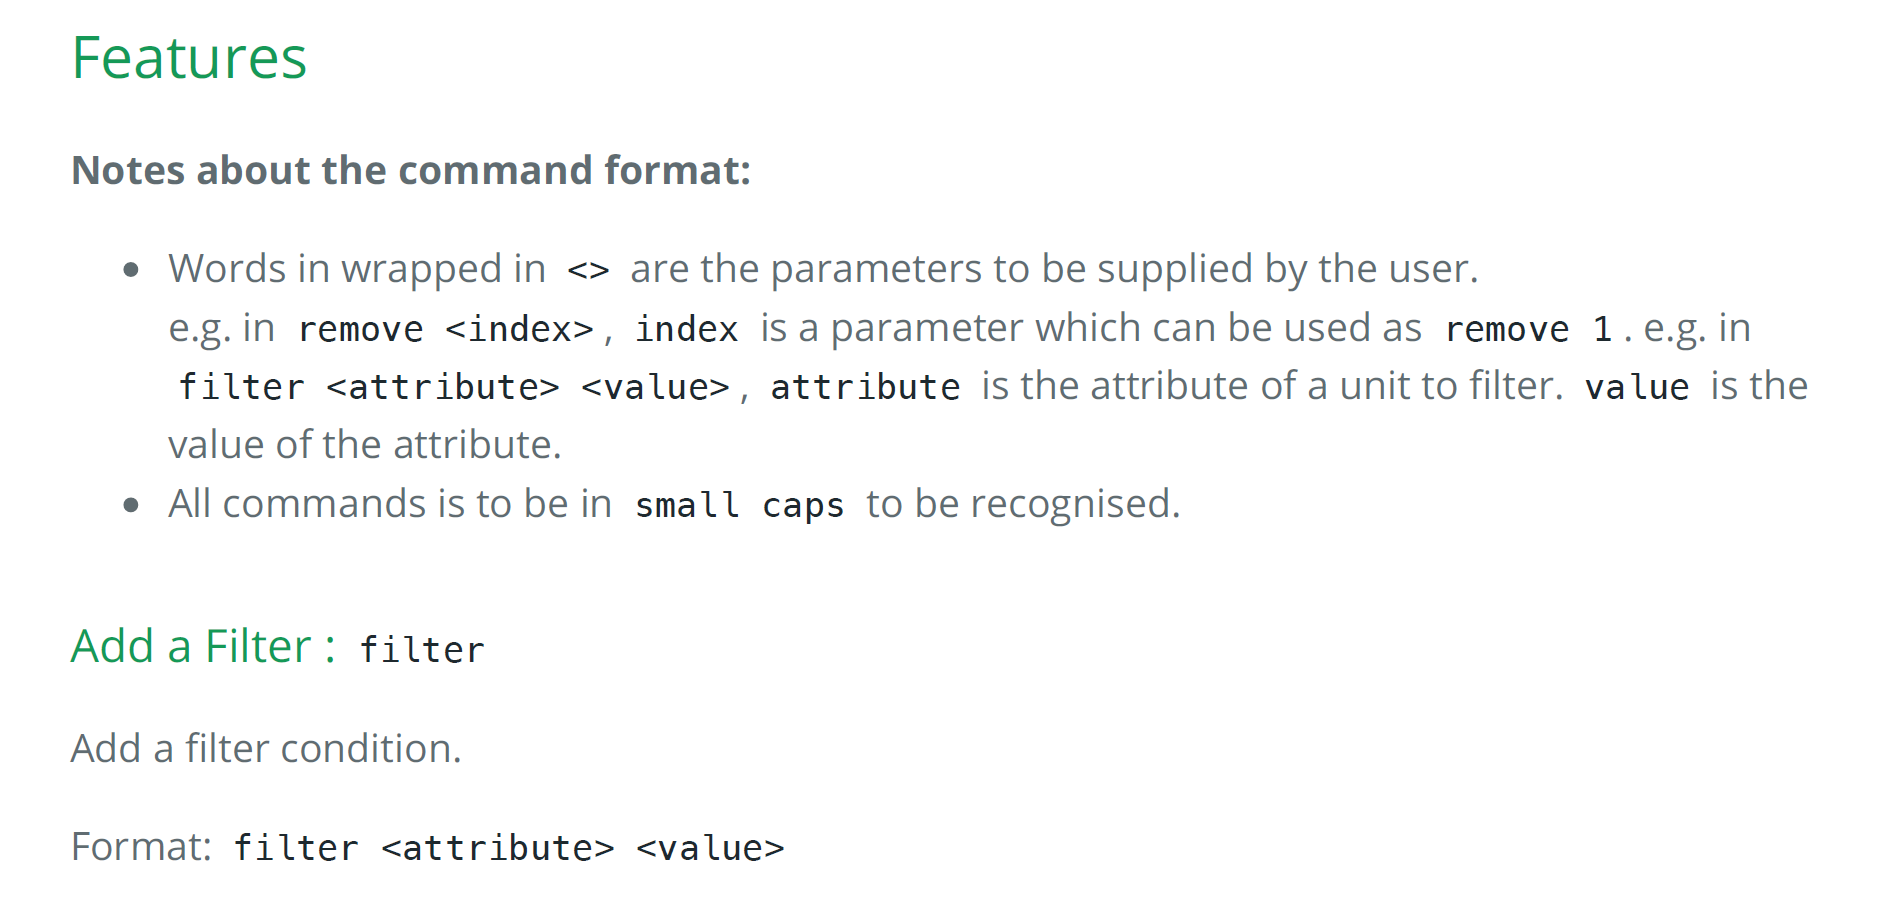 Features
Notes about the command format:
Words in wrapped in <> are the parameters to be supplied by the user.
e.g. in remove <index>, index is a parameter which can be used as remove 1. e.g. in
filter <attribute> <value>, attribute is the attribute of a unit to filter. value is the
value of the attribute.
All commands is to be in small caps to be recognised.
Add a Filter : filter
Add a filter condition.
Format: filter <attribute> <value>